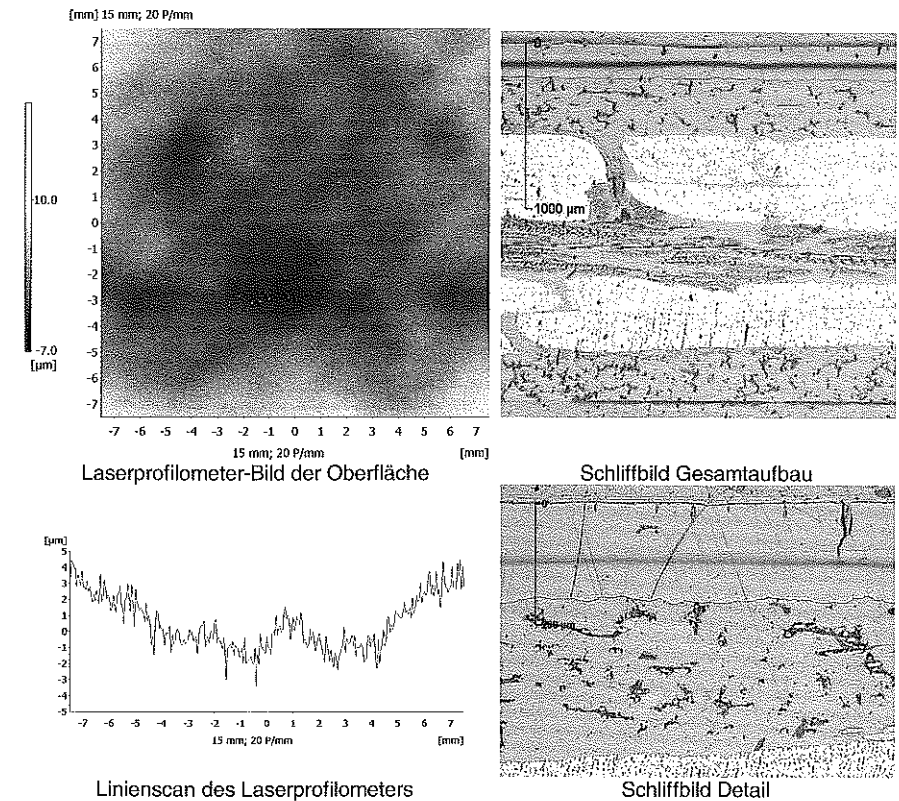 [mm] 15 mm; 20 P/mm
7
6
5
4
3
2
1
0
-1
-2
-3
-4
-5
-6
-7
10.0
-7.0
[µm]
-7 -6 -5 -4 -3 -2 -1 0 1 2 3 4 5 6 7
15 mm; 20 P/mm [mm]
Laserprofilometer-Bild der Oberfläche
0
1000 µm
Schliffbild Gesamtaufbau
[µm]
5
4
3
2
1
0
-1
-2
-3
-4
-5
-7 -6 -5 -4 -3 -2 -1 0 1 2 3 4 5 6 7
15 mm; 20 P/mm [mm]
Linienscan des Laserprofilometers
0
Schliffbild Detail